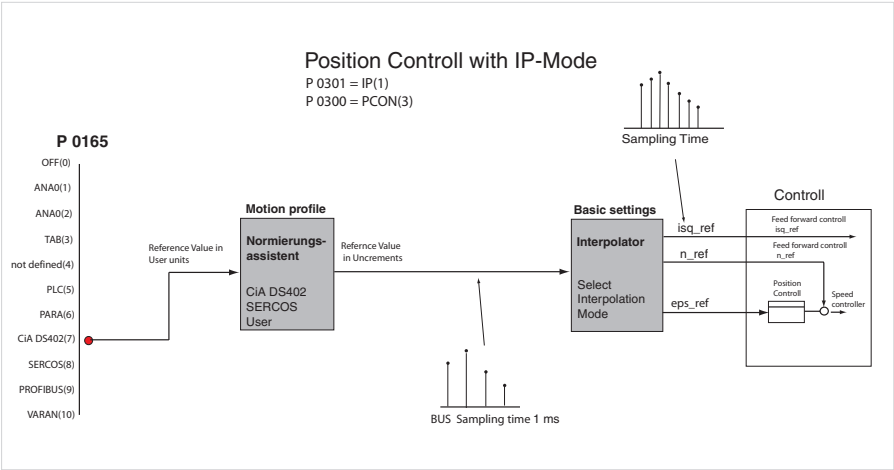 Position Controll with IP-Mode
P 0301 = IP(1)
P 0300 = PCON(3)
Sampling Time
P 0165
OFF(0)
ANA0(1)
ANA0(2)
TAB(3)
not defined(4)
PLC(5)
PARA(6)
CiA DS402(7)
SERCOS(8)
PROFIBUS(9)
VARAN(10)
Reference Value in
User units
Motion profile
Normierungs-
assistent
CiA DS402
SERCOS
User
Refernce Value
in Uncrements
BUS Sampling time 1 ms
Basic settings
Interpolator
Select
Interpolation
Mode
isq_ref
n_ref
eps_ref
Controll
Feed forward controll
isq_ref
Feed forward controll
n_ref
Position
Controll
Speed
controller